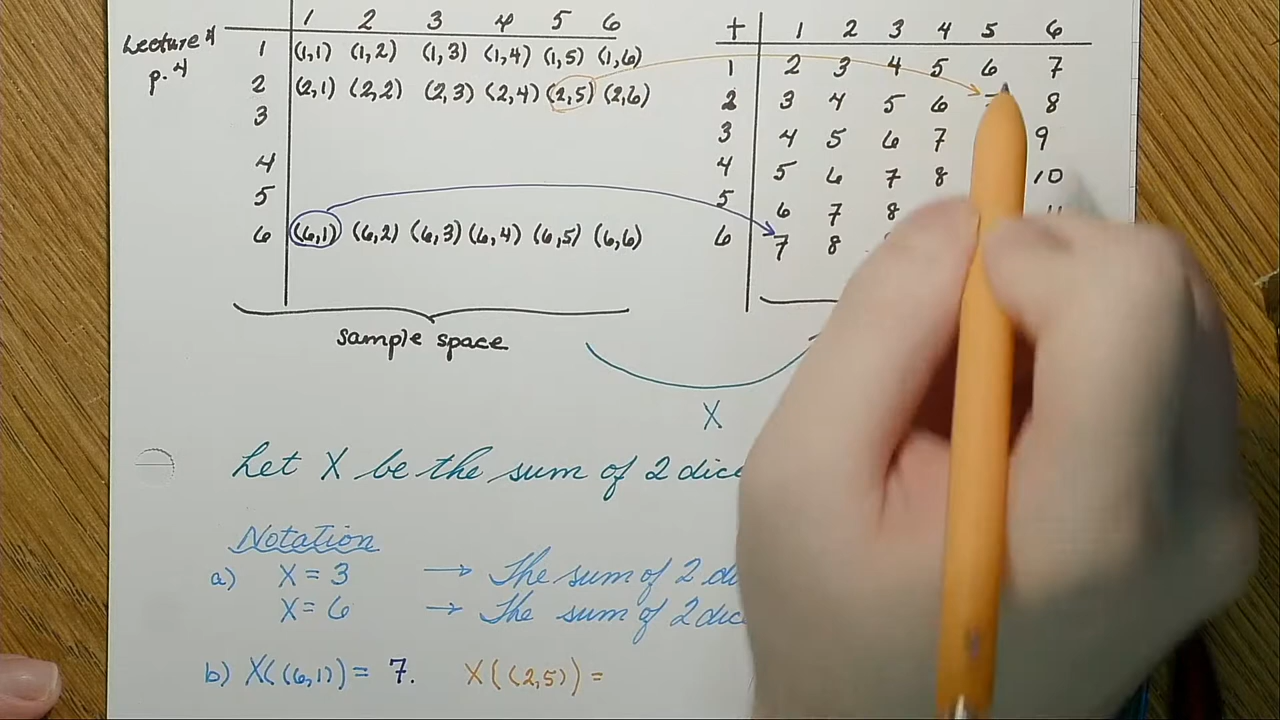 Lecture 4
p. 4
1 2 3 4 5 6
1 (1,1) (1,2) (1,3) (1,4) (1,5) (1,6)
2 (2,1) (2,2) (2,3) (2,4) (2,5) (2,6)
3
4
5
6 (6,1) (6,2) (6,3) (6,4) (6,5) (6,6)
sample space
+ 1 2 3 4 5 6
1 2 3 4 5 6 7
2 3 4 5 6 8
3 4 5 6 7 9
4 5 6 7 8 10
5 6 7 8
6 7 8
X
Let X be the sum of 2 dice
Notation
a) X = 3 → The sum of 2
X = 6 → The sum of 2 dice
b) X((6,1)) = 7. X((2,5)) =